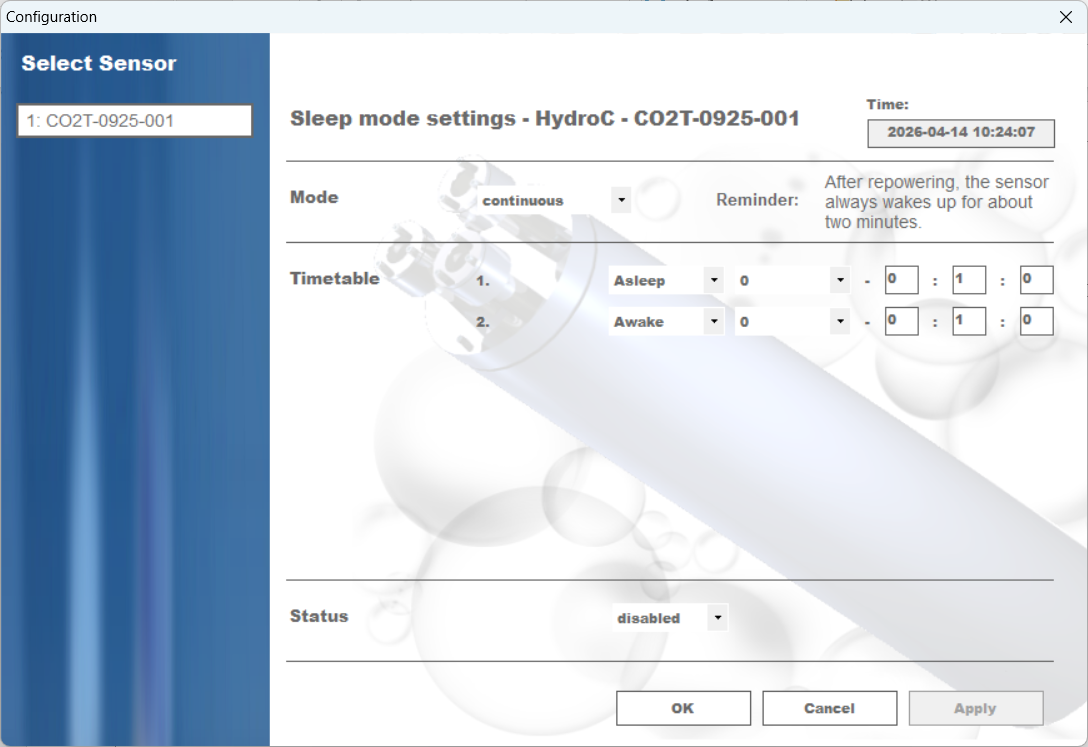 Configuration
Select Sensor
1: CO2T-0925-001
Sleep mode settings - HydroC - CO2T-0925-001
Time:
2026-04-14 10:24:07
Mode
continuous
Reminder:
After repowering, the sensor
always wakes up for about
two minutes.
Timetable
1. Asleep 0 - 0 : 1 : 0
2. Awake 0 - 0 : 1 : 0
Status
disabled
OK Cancel Apply